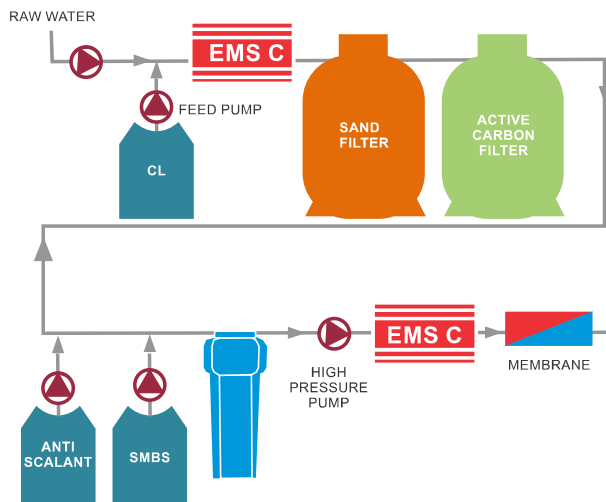 RAW WATER
EMS C
FEED PUMP
CL
SAND
FILTER
ACTIVE
CARBON
FILTER
EMS C
MEMBRANE
HIGH
PRESSURE
PUMP
ANTI
SCALANT
SMBS